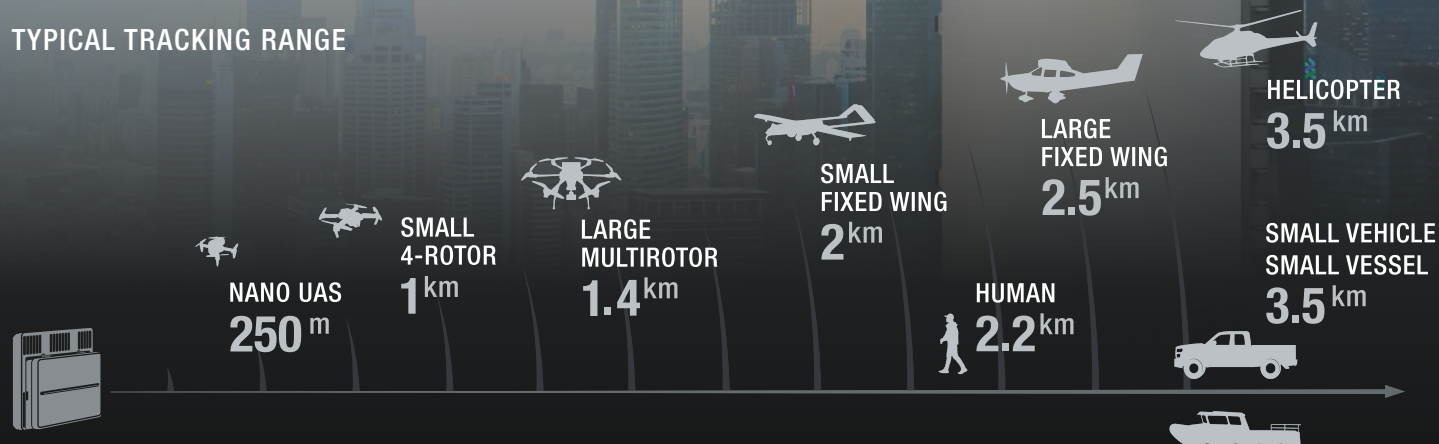 TYPICAL TRACKING RANGE
NANO UAS
250 m
SMALL
4-ROTOR
1 km
LARGE
MULTIROTOR
1.4 km
SMALL
FIXED WING
2 km
HUMAN
2.2 km
LARGE
FIXED WING
2.5 km
HELICOPTER
3.5 km
SMALL VEHICLE
SMALL VESSEL
3.5 km